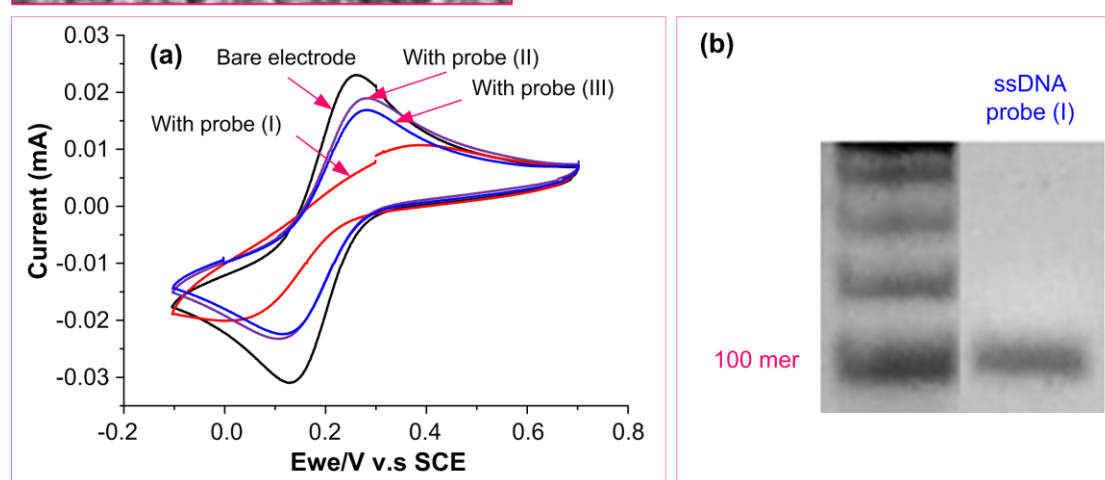 (a)
Bare electrode
With probe (II)
With probe (III)
With probe (I)
0.03
0.02
0.01
0.00
-0.01
-0.02
-0.03
Current (mA)
-0.2
0.0
0.2
0.4
0.6
0.8
Ewe/V v.s SCE
(b)
ssDNA
probe (I)
100 mer